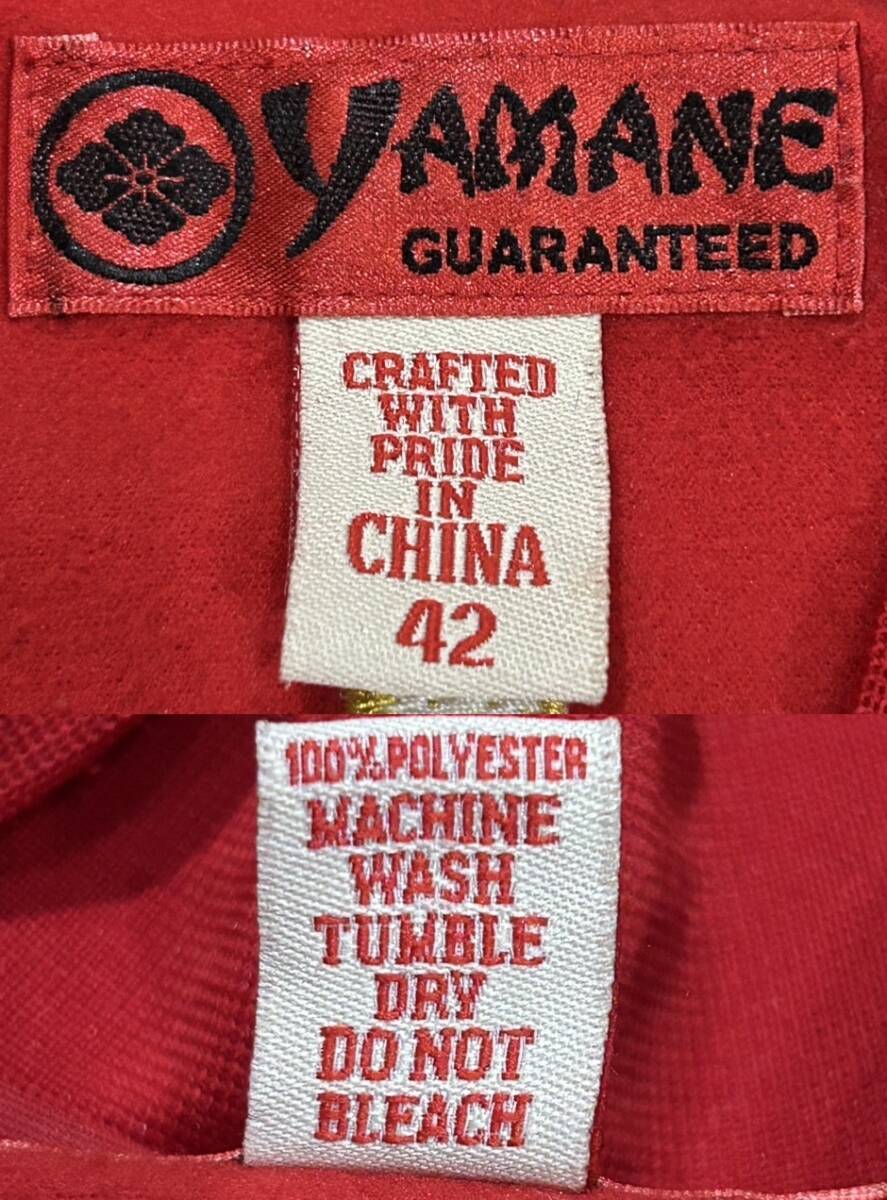 YAMANE
GUARANTEED
CRAFTED
WITH
PRIDE
IN
CHINA
42
100%POLYESTER
MACHINE
WASH
TUMBLE
DRY
DO NOT
BLEACH